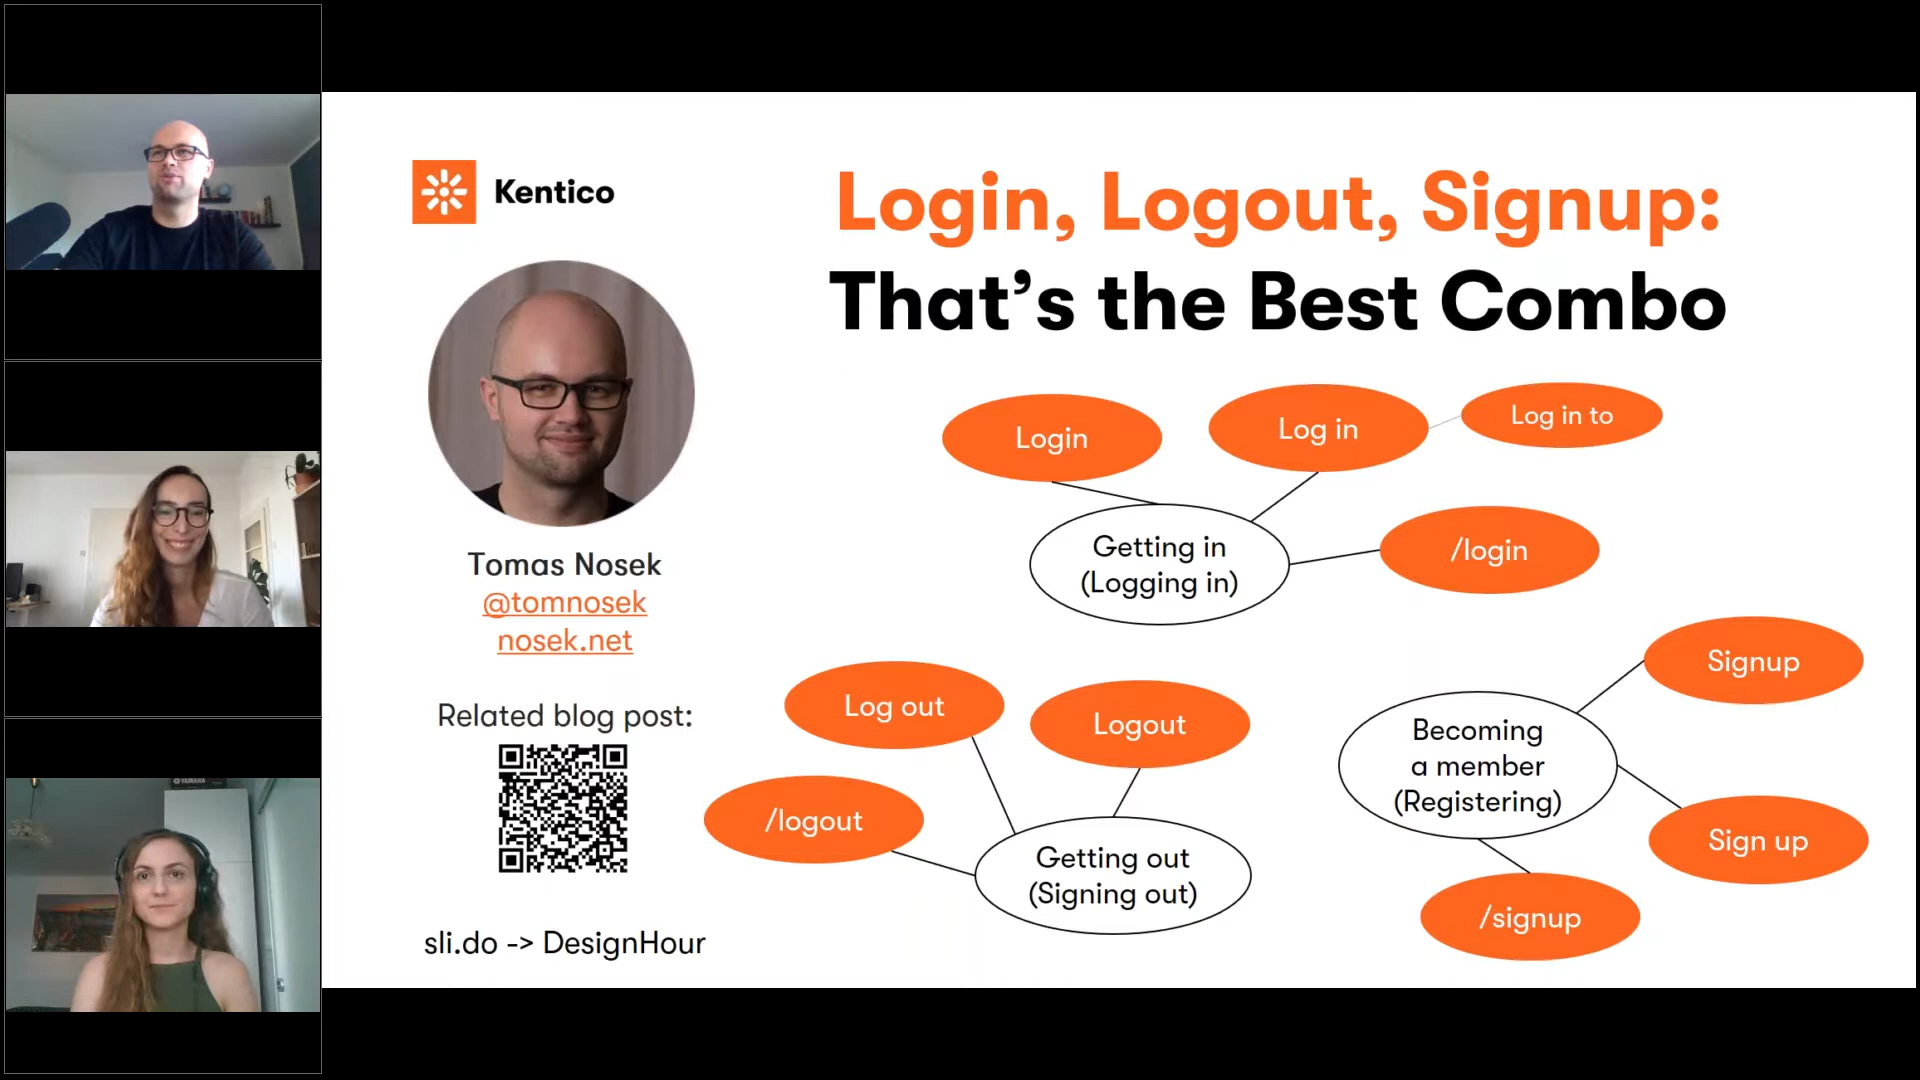 Kentico
Login, Logout, Signup:
That's the Best Combo
Tomas Nosek
@tomnosek
nosek.net
Related blog post:
sli.do -> DesignHour
Login
Log in
Log in to
Getting in
(Logging in)
/login
Log out
Logout
/logout
Getting out
(Signing out)
Signup
Becoming
a member
(Registering)
Sign up
/signup
YAMAHA